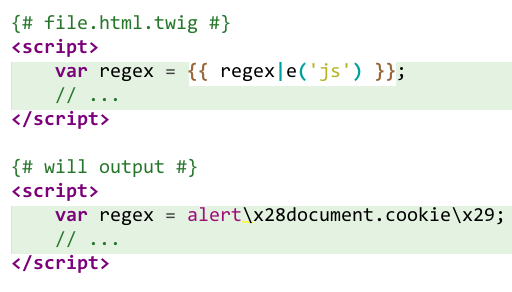 {# file.html.twig #}
<script>
    var regex = {{ regex|e('js') }};
    // ...
</script>

{# will output #}
<script>
    var regex = alert\x28document.cookie\x29;
    // ...
</script>